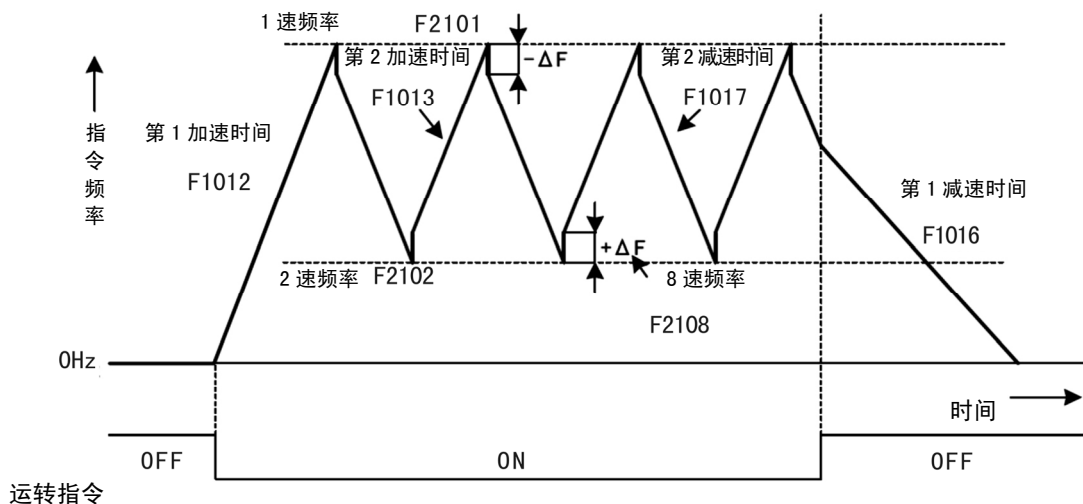 1速频率
F2101
第2加速时间
-ΔF
第2减速时间
F1013
F1017
指令频率
第1加速时间
F1012
第1减速时间
F1016
+ΔF
2速频率
F2102
8速频率
F2108
0Hz
时间
OFF
ON
OFF
运转指令